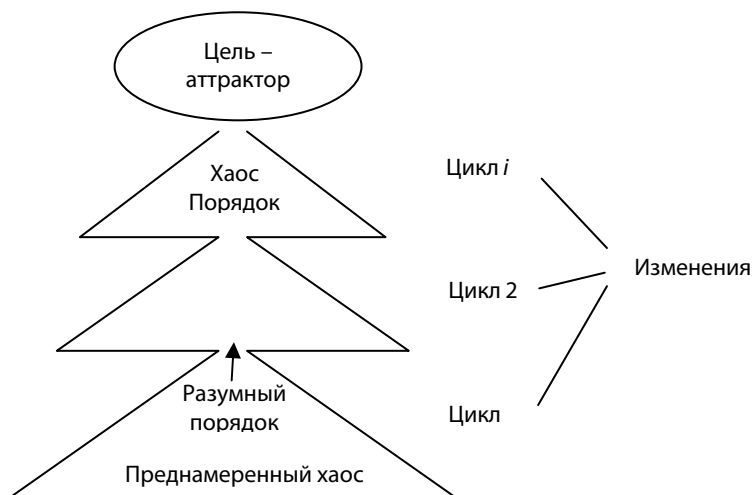 Цель –
аттрактор
Хаос
Порядок
Цикл i
Изменения
Цикл 2
Разумный
порядок
Цикл
Преднамеренный хаос